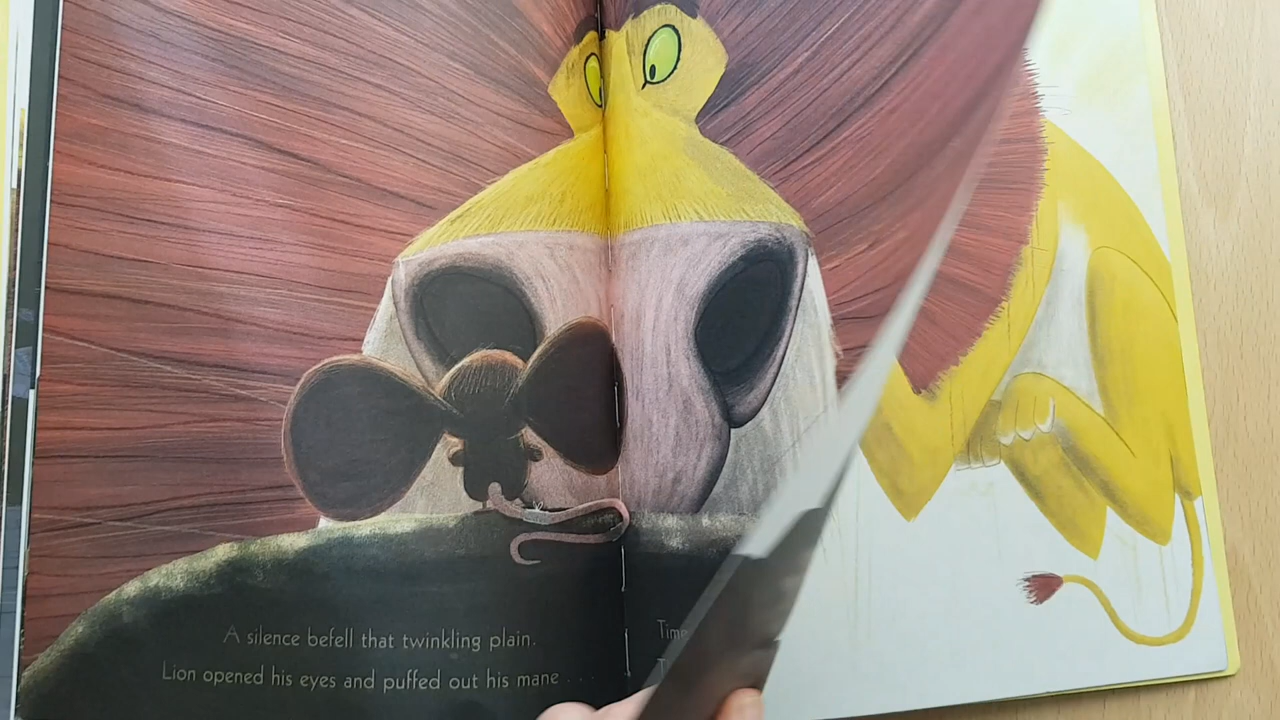 A silence befell that twinkling plain.
Lion opened his eyes and puffed out his mane . . .